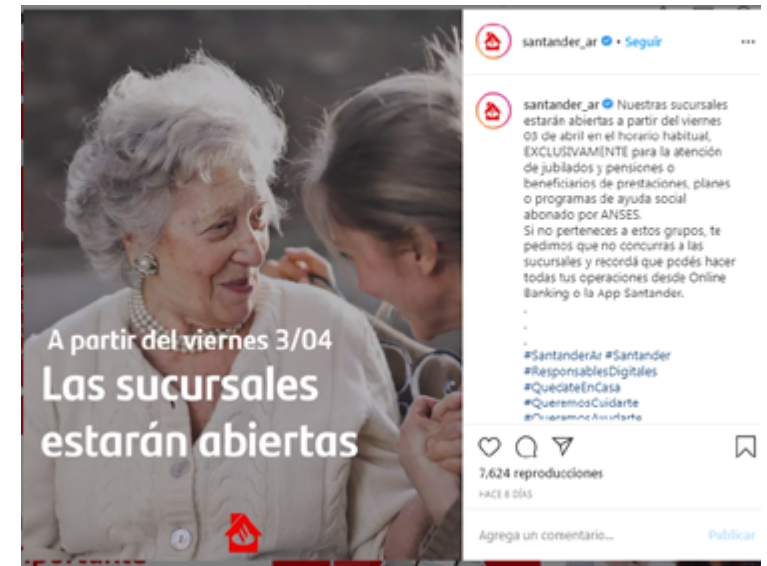 A partir del viernes 3/04
Las sucursales
estarán abiertas
santander_ar • Seguir
santander_ar Nuestras sucursales
estarán abiertas a partir del viernes
03 de abril en el horario habitual,
EXCLUSIVAMENTE para la atención
de jubilados y pensiones o
beneficiarios de prestaciones, planes
o programas de ayuda social
abonado por ANSES.
Si no perteneces a estos grupos, te
pedimos que no concurras a las
sucursales y recordá que podés hacer
todas tus operaciones desde Online
Banking o la App Santander.
.
.
.
#SantanderAr #Santander
#ResponsablesDigitales
#QuedateEnCasa
#QueremosCuidarte
#QueramosAyudarte
7,624 reproducciones
HACE 6 DÍAS
Agrega un comentario...
Publicar